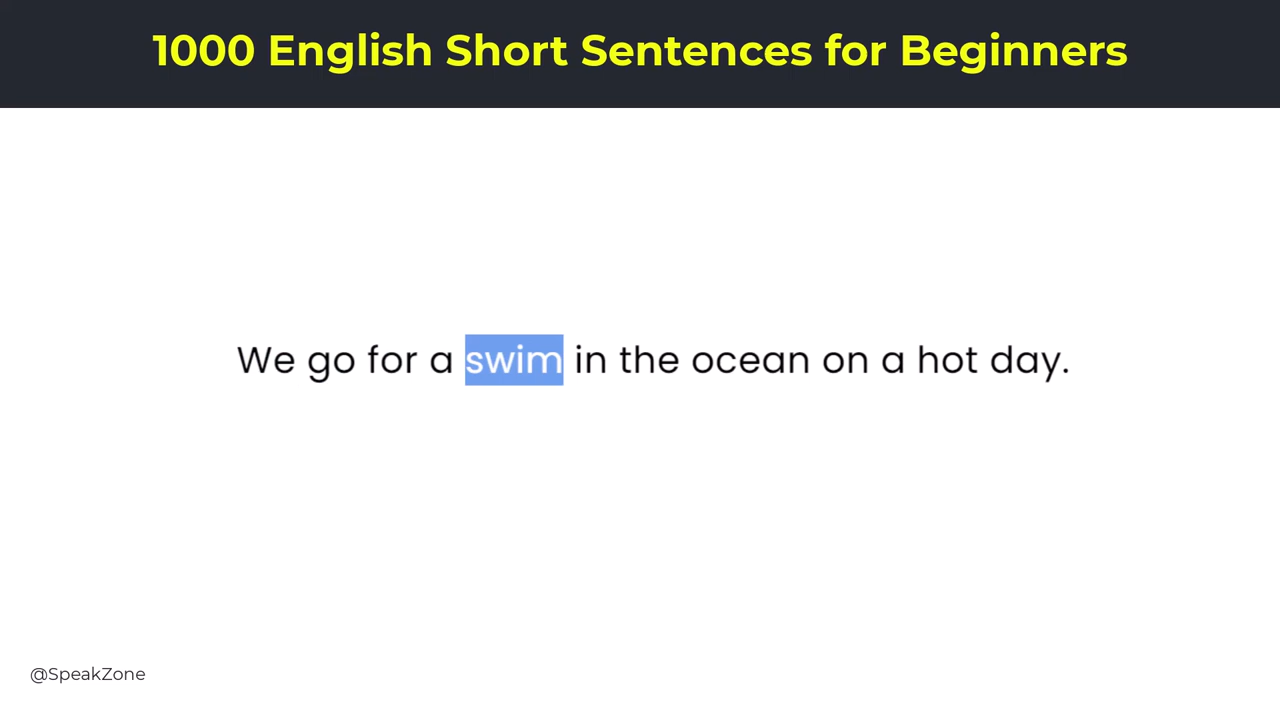 1000 English Short Sentences for Beginners
We go for a swim in the ocean on a hot day.
@SpeakZone